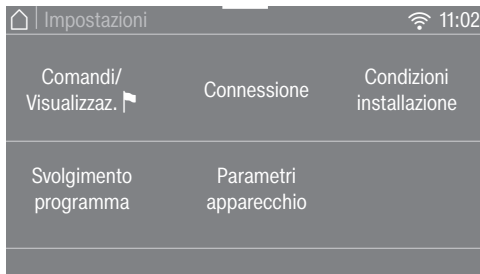 Impostazioni 11:02
Comandi/
Visualizzaz.
Connessione
Condizioni
installazione
Svolgimento
programma
Parametri
apparecchio